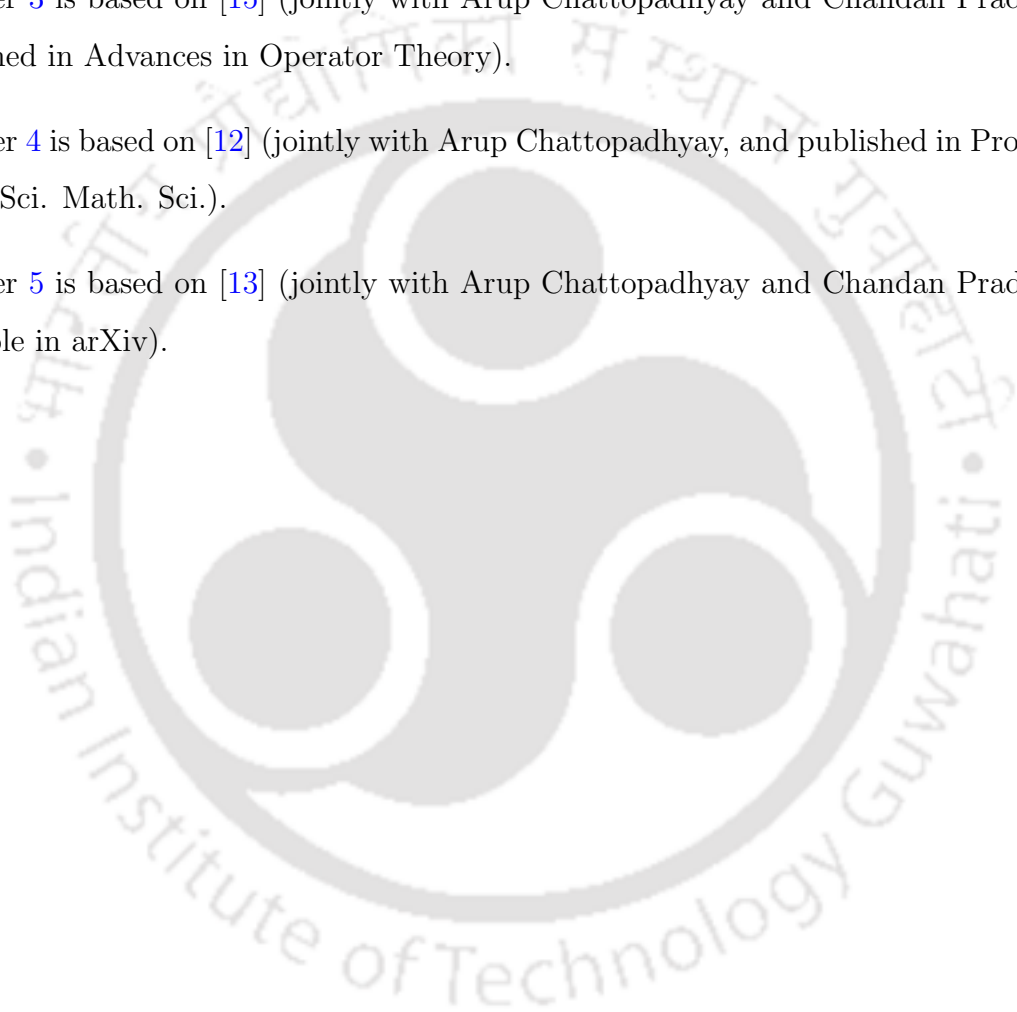 er 3 is based on [15] (jointly with Arup Chattopadhyay and Chandan Prad
ned in Advances in Operator Theory).
er 4 is based on [12] (jointly with Arup Chattopadhyay, and published in Pro
Sci. Math. Sci.).
er 5 is based on [13] (jointly with Arup Chattopadhyay and Chandan Prad
ble in arXiv).
भारतीय प्रौद्योगिकी संस्थान गुवाहाटी
• Indian Institute of Technology Guwahati •